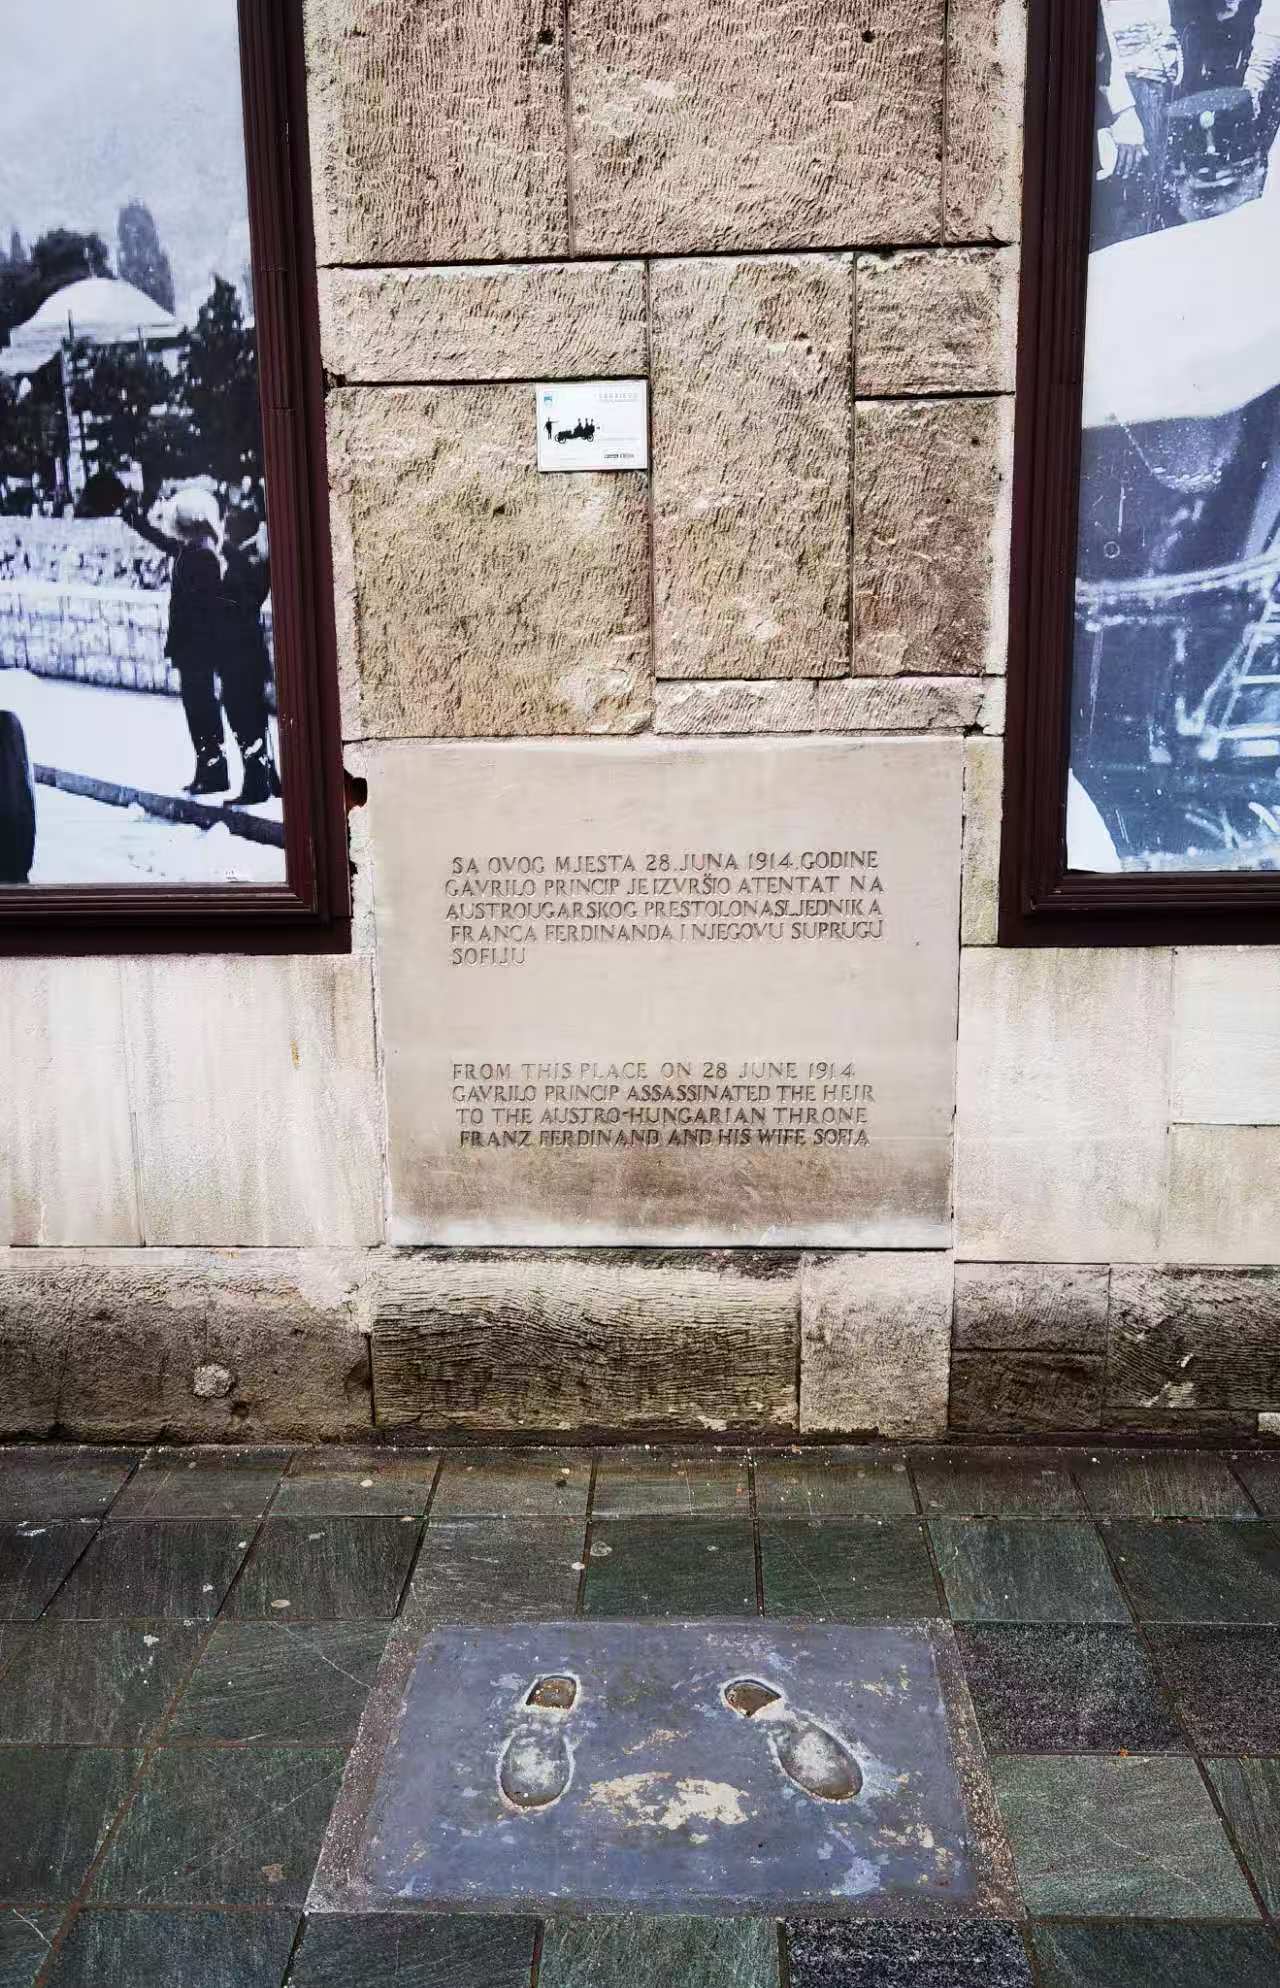 SARAJEVO
SA OVOG MJESTA 28. JUNA 1914. GODINE
GAVRILO PRINCIP JE IZVRŠIO ATENTAT NA
AUSTROUGARSKOG PRESTOLONASLJEDNIKA
FRANCA FERDINANDA I NJEGOVU SUPRUGU
SOFIJU
FROM THIS PLACE ON 28 JUNE 1914
GAVRILO PRINCIP ASSASSINATED THE HEIR
TO THE AUSTRO-HUNGARIAN THRONE
FRANZ FERDINAND AND HIS WIFE SOFIA